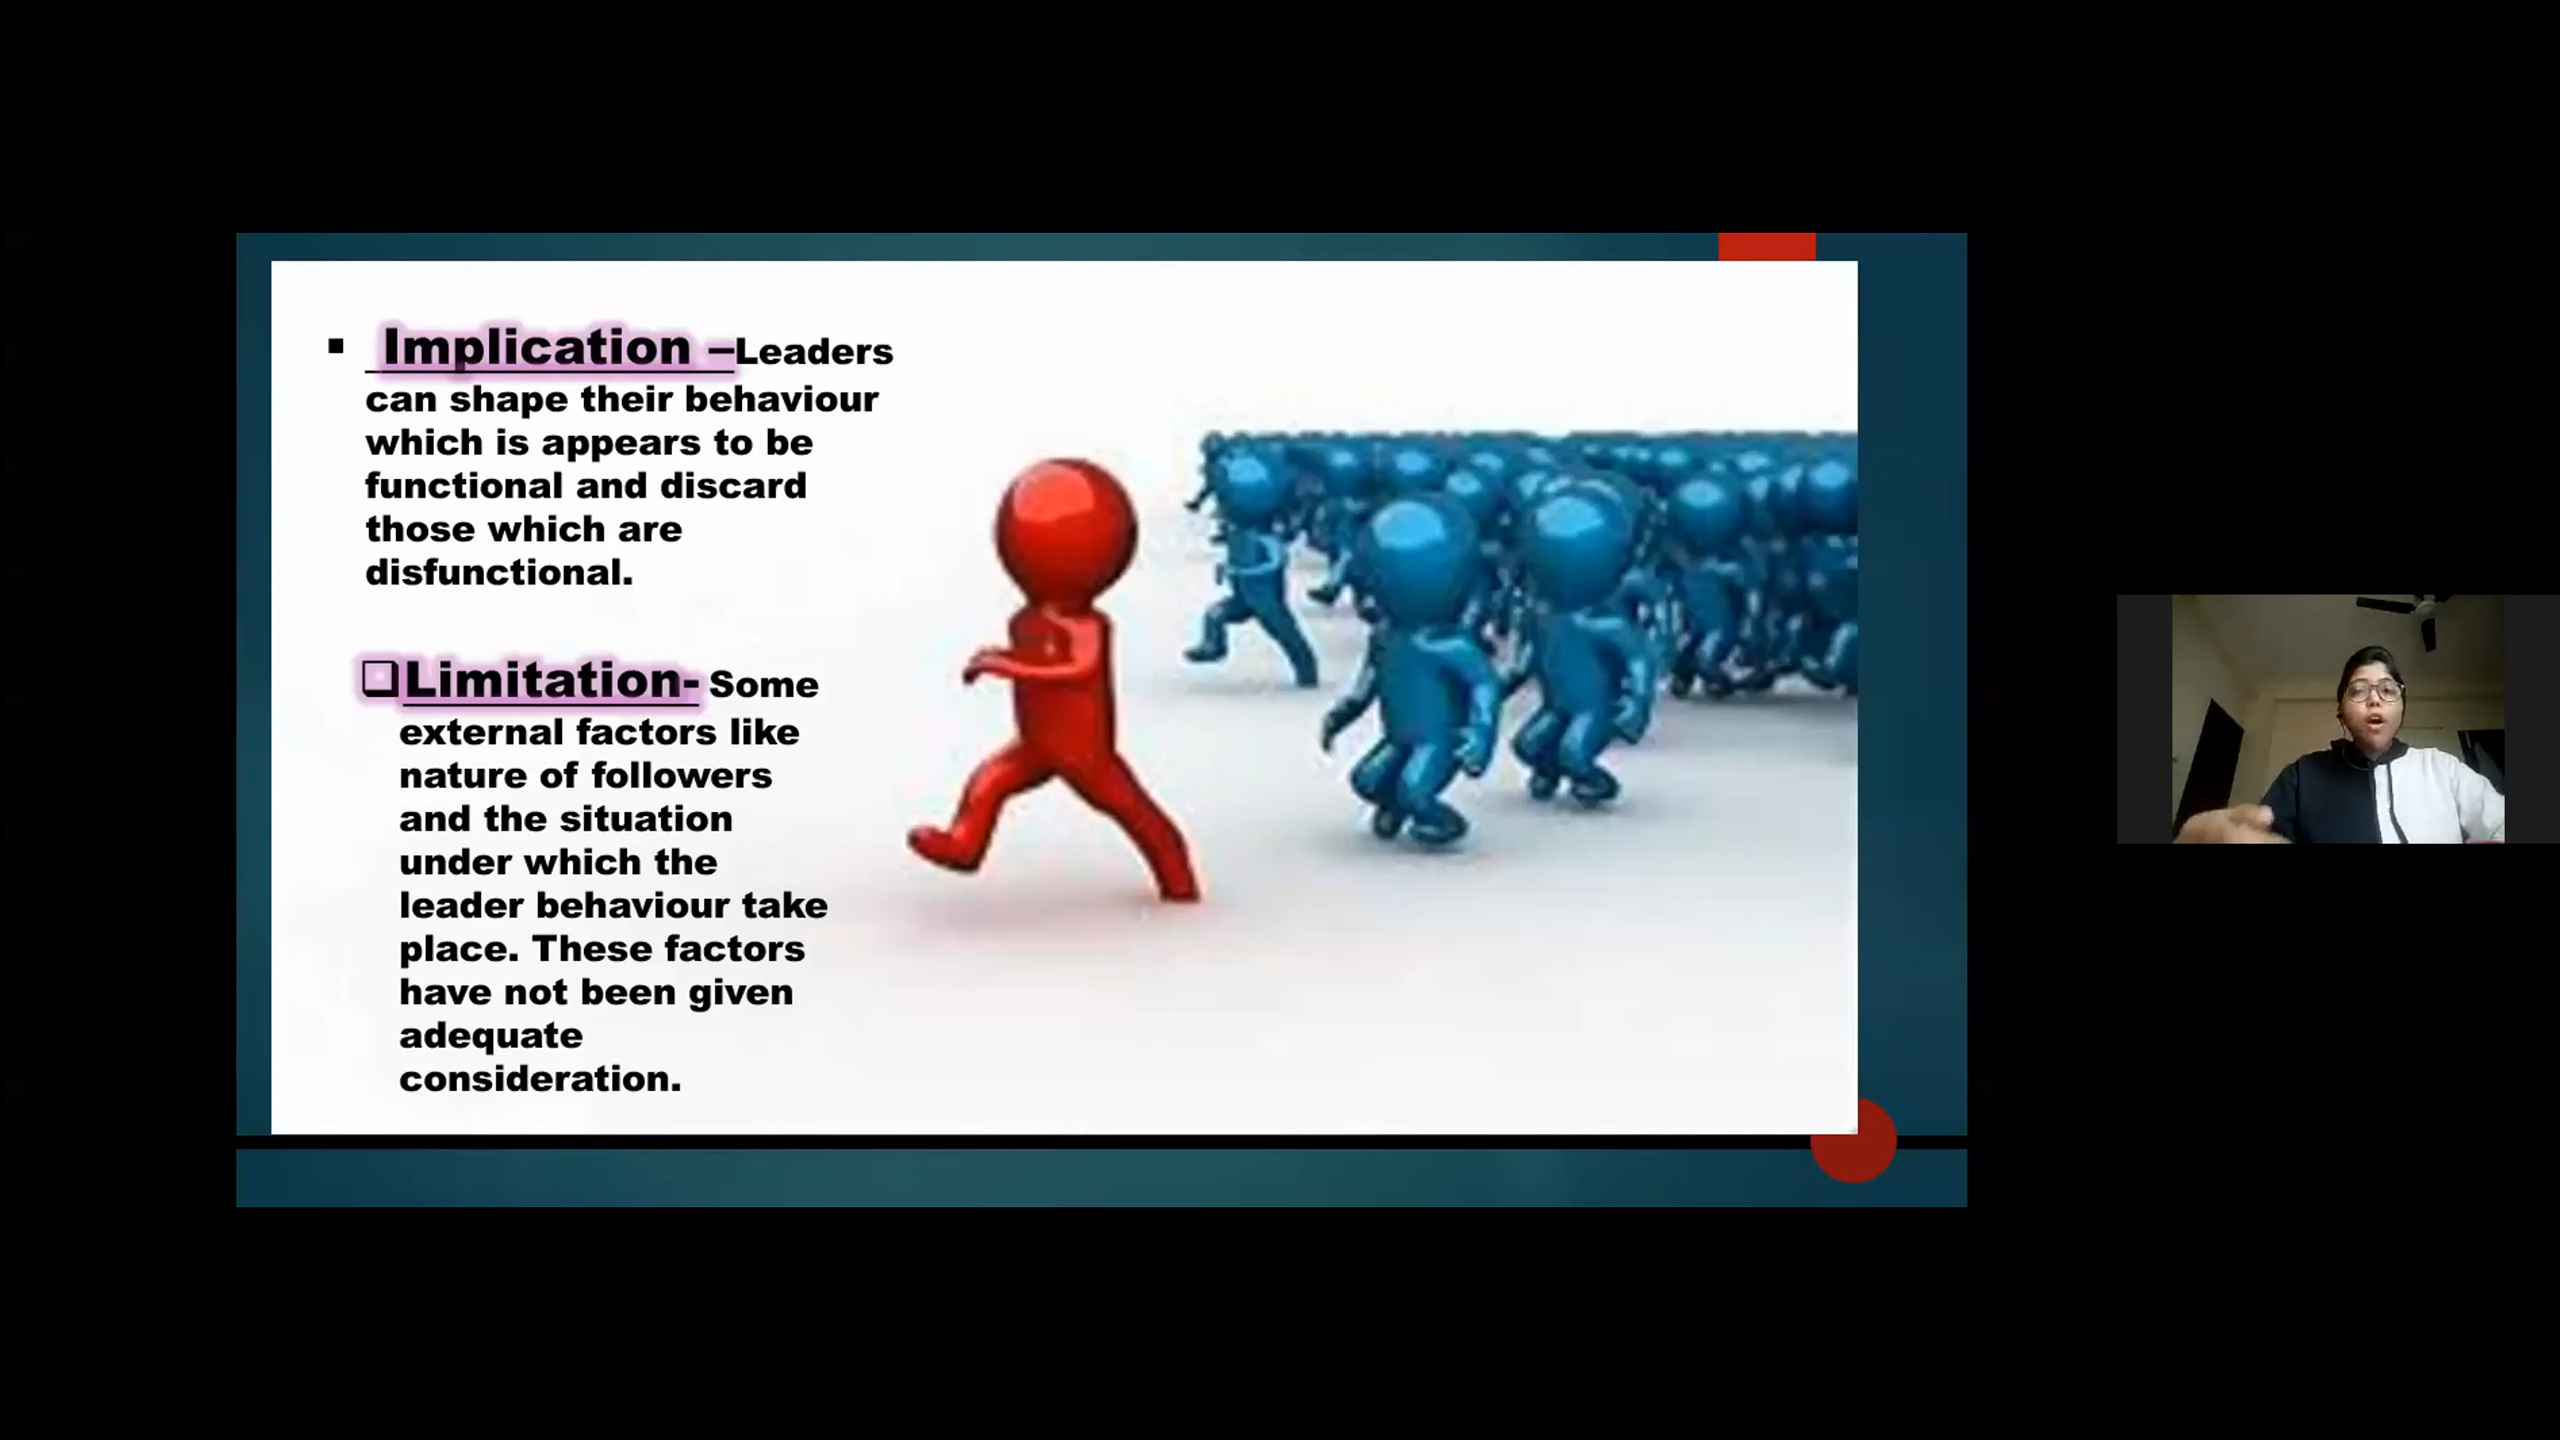 ▪ Implication –Leaders
can shape their behaviour
which is appears to be
functional and discard
those which are
disfunctional.
❑Limitation- Some
external factors like
nature of followers
and the situation
under which the
leader behaviour take
place. These factors
have not been given
adequate
consideration.